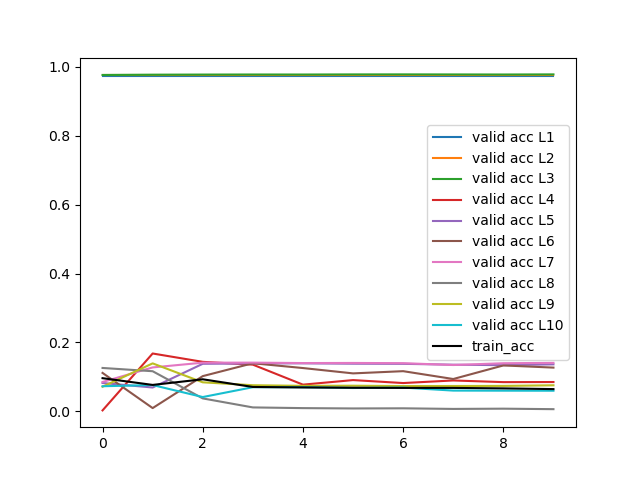 1.0
0.8
0.6
0.4
0.2
0.0
0 2 4 6 8
valid acc L1
valid acc L2
valid acc L3
valid acc L4
valid acc L5
valid acc L6
valid acc L7
valid acc L8
valid acc L9
valid acc L10
train_acc